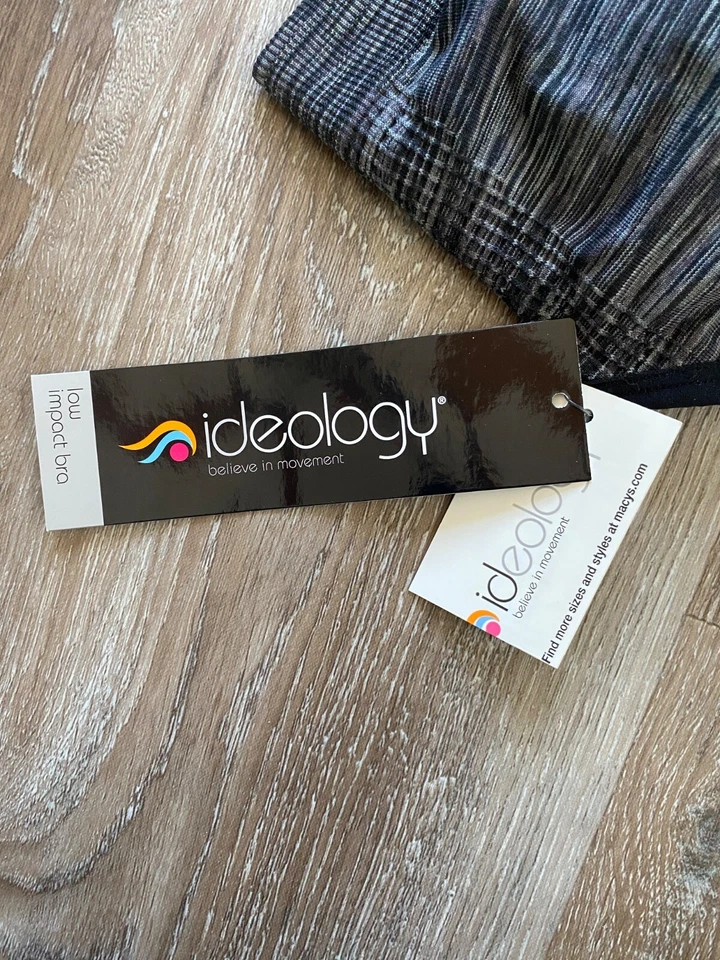 low
impact bra
ideology®
believe in movement
ideology
believe in movement
Find more sizes and styles at macys.com